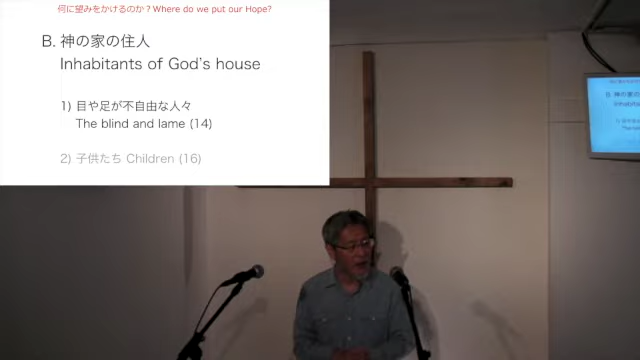 何に望みをかけるのか？Where do we put our Hope?
B. 神の家の住人
Inhabitants of God's house
1) 目や足が不自由な人々
The blind and lame (14)
2) 子供たち Children (16)